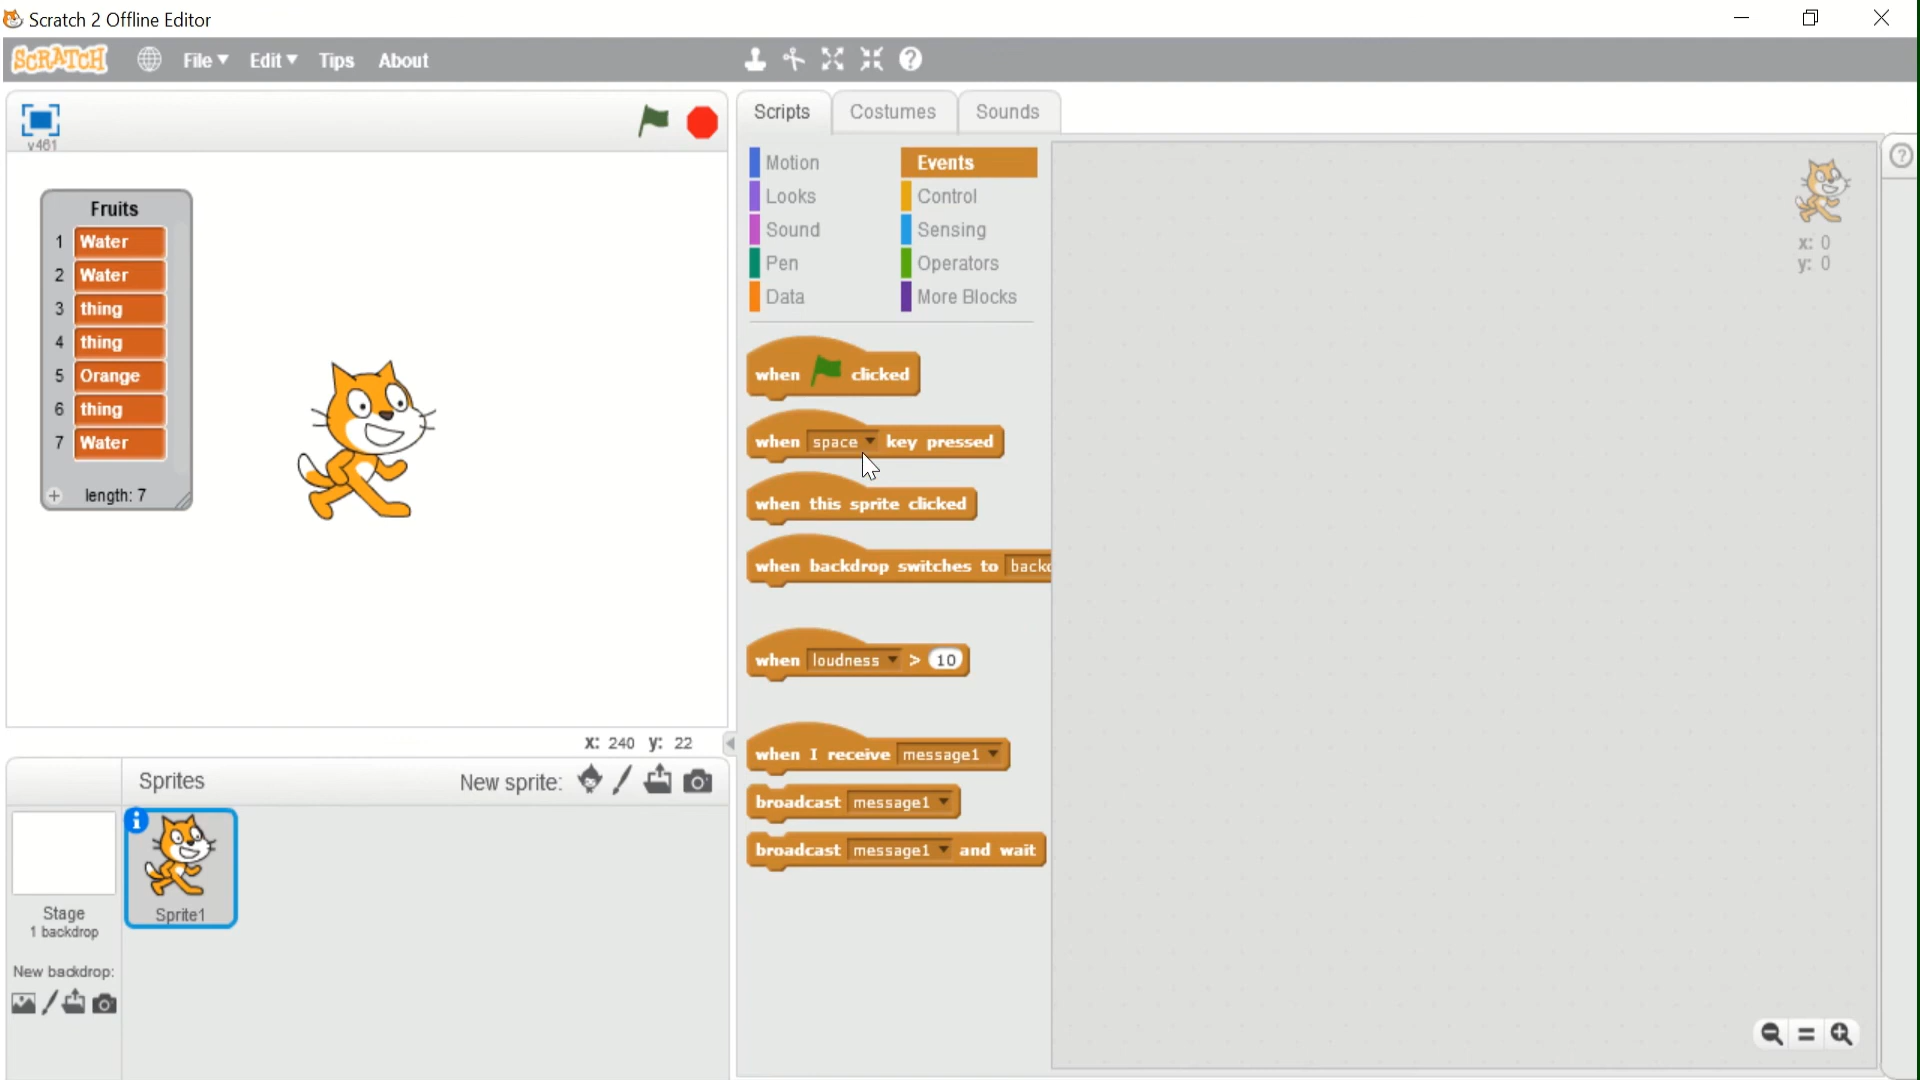 Scratch 2 Offline Editor
SCRATCH File Edit Tips About
v461
Fruits
1 Water
2 Water
3 thing
4 thing
5 Orange
6 thing
7 Water
+ length: 7
X: 240 y: 22
Sprites New sprite:
Sprite1
Stage
1 backdrop
New backdrop:
Scripts Costumes Sounds
Motion Events
Looks Control
Sound Sensing
Pen Operators
Data More Blocks
when clicked
when space key pressed
when this sprite clicked
when backdrop switches to backd
when loudness > 10
when I receive message1
broadcast message1
broadcast message1 and wait
x: 0
y: 0